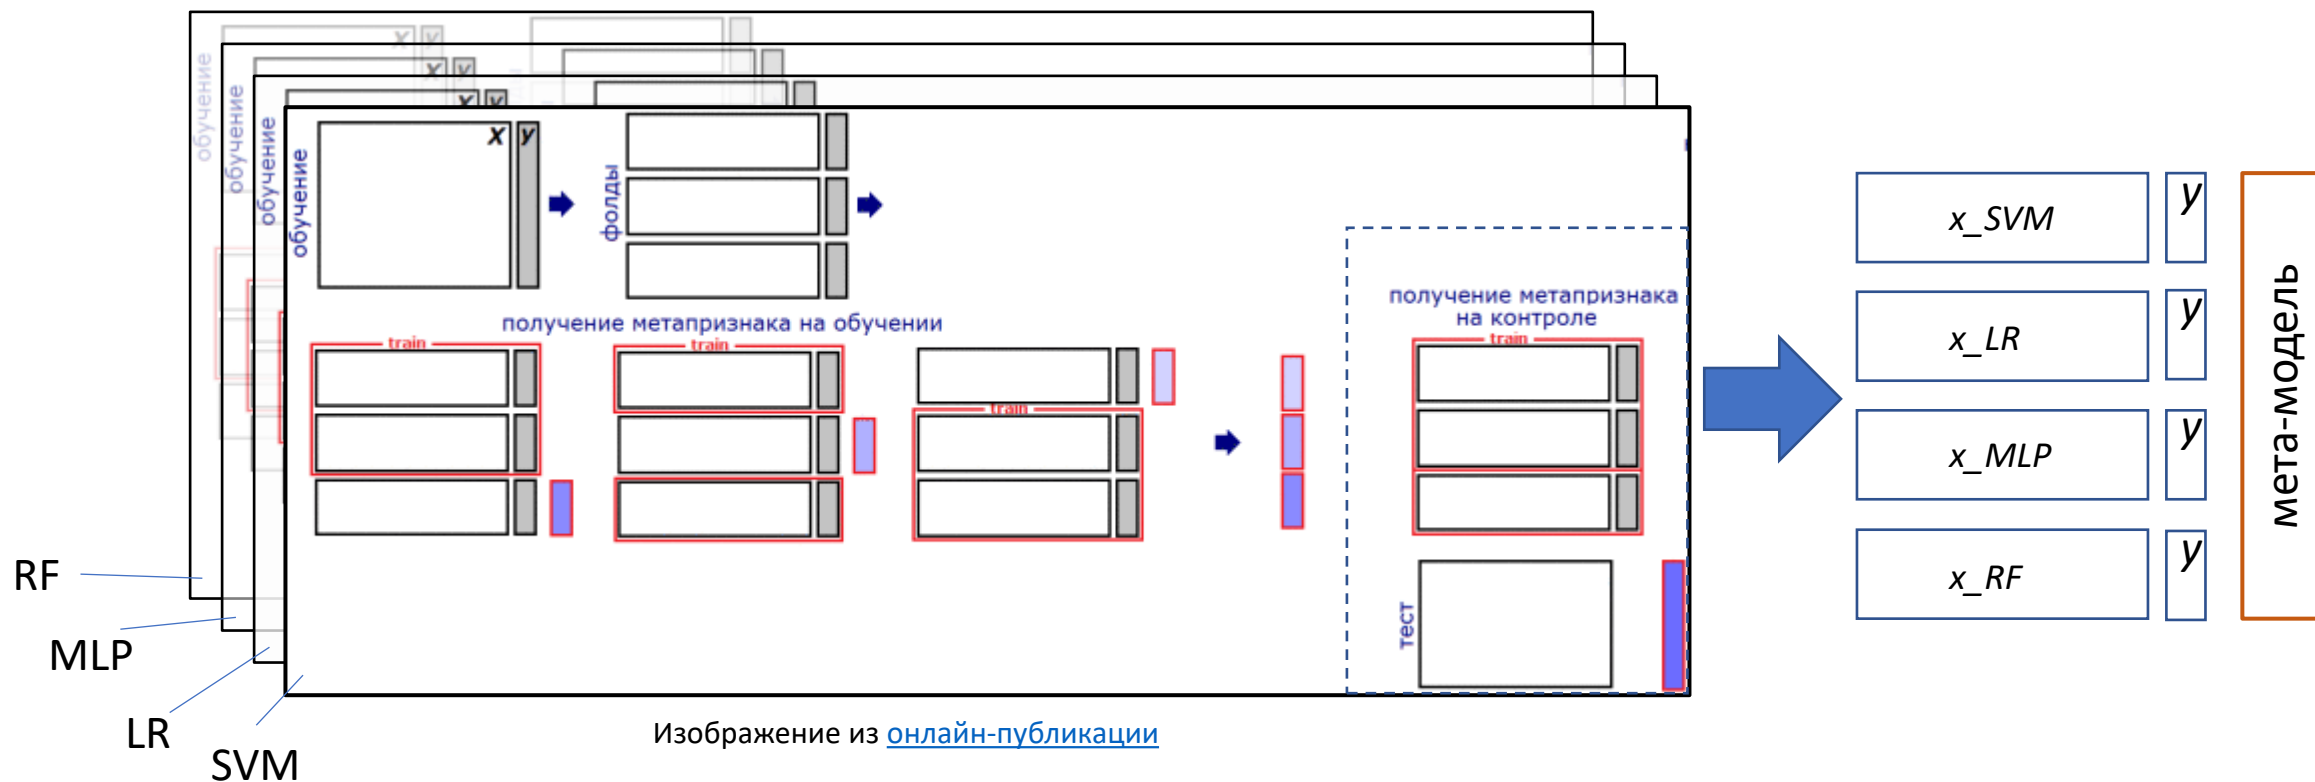 обучение
X y
обучение
X y
обучение
X y
обучение
X y
фолды
получение метапризнака на обучении
train
train
train
получение метапризнака
на контроле
train
тест
RF
MLP
LR
SVM
x_SVM
y
x_LR
y
x_MLP
y
x_RF
y
мета-модель
Изображение из онлайн-публикации